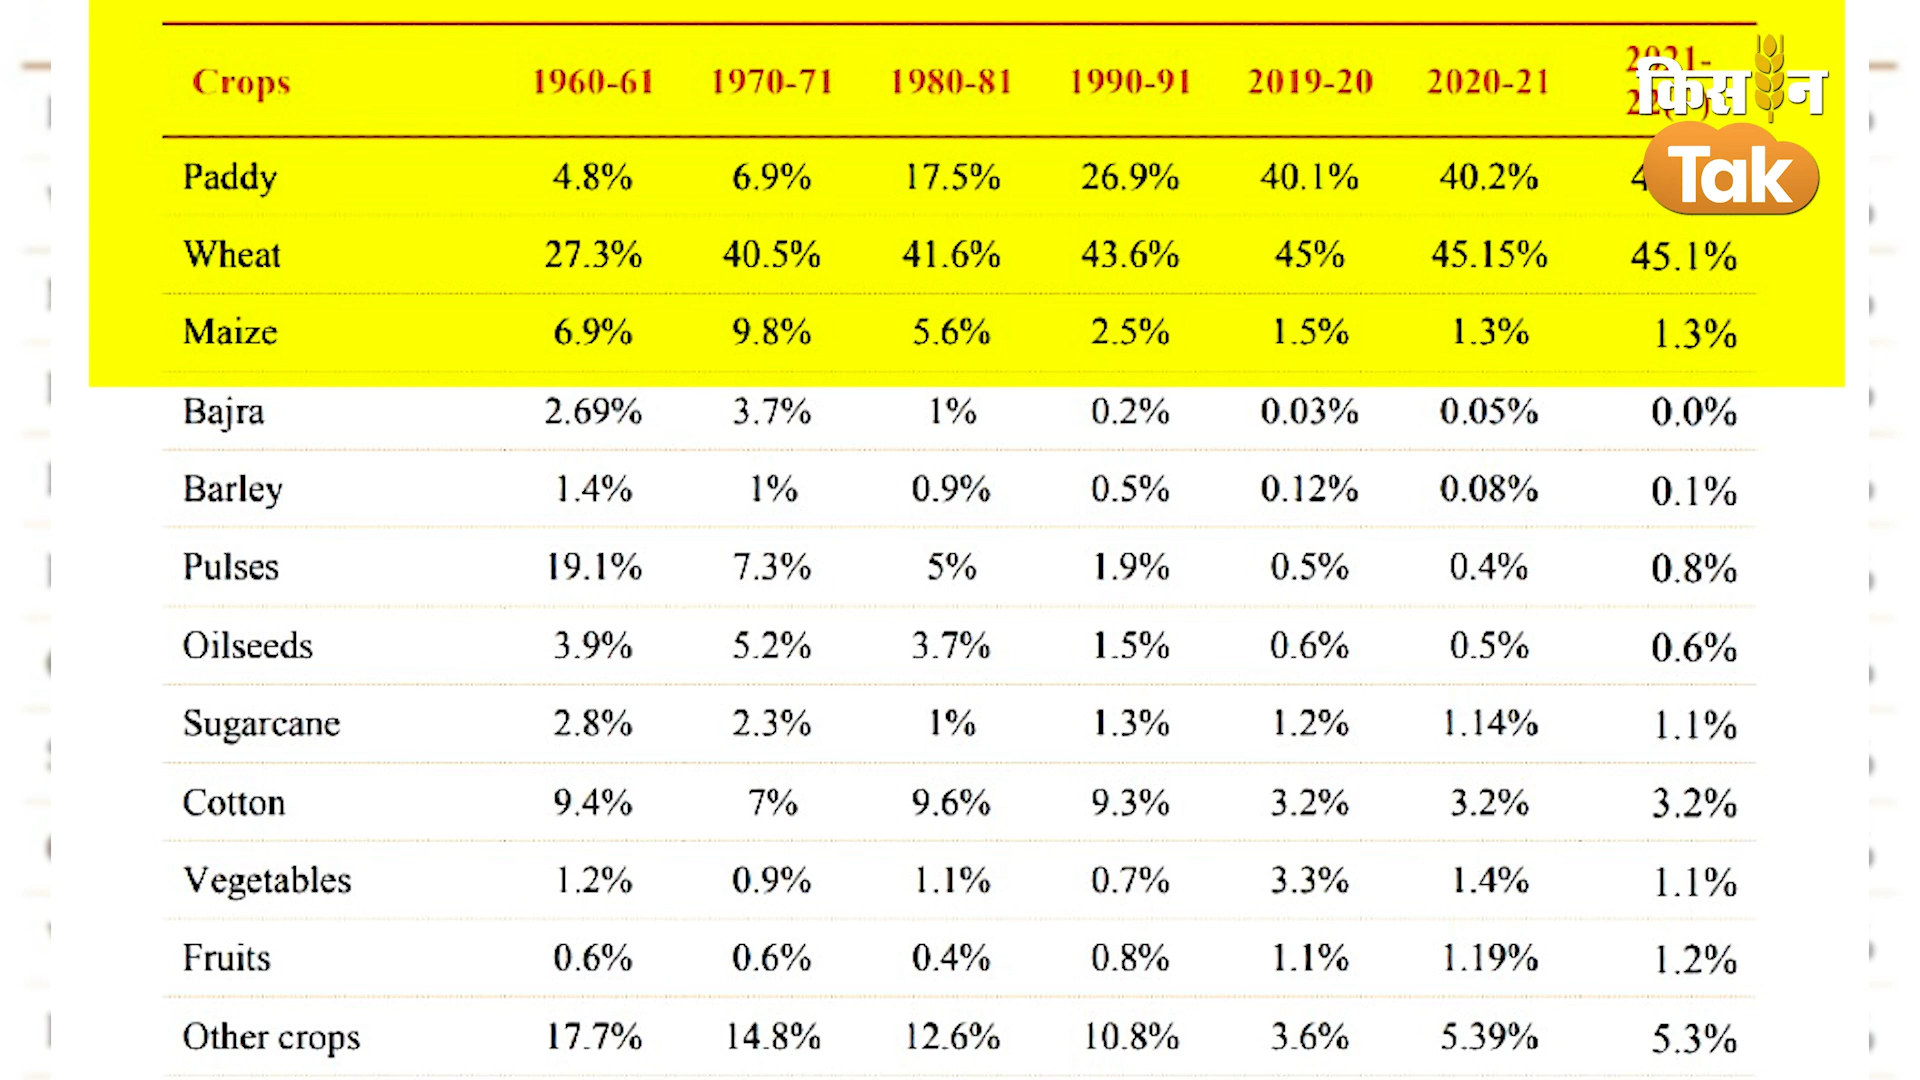 Crops 1960-61 1970-71 1980-81 1990-91 2019-20 2020-21
किसान
Tak
Paddy 4.8% 6.9% 17.5% 26.9% 40.1% 40.2%
Wheat 27.3% 40.5% 41.6% 43.6% 45% 45.15% 45.1%
Maize 6.9% 9.8% 5.6% 2.5% 1.5% 1.3% 1.3%
Bajra 2.69% 3.7% 1% 0.2% 0.03% 0.05% 0.0%
Barley 1.4% 1% 0.9% 0.5% 0.12% 0.08% 0.1%
Pulses 19.1% 7.3% 5% 1.9% 0.5% 0.4% 0.8%
Oilseeds 3.9% 5.2% 3.7% 1.5% 0.6% 0.5% 0.6%
Sugarcane 2.8% 2.3% 1% 1.3% 1.2% 1.14% 1.1%
Cotton 9.4% 7% 9.6% 9.3% 3.2% 3.2% 3.2%
Vegetables 1.2% 0.9% 1.1% 0.7% 3.3% 1.4% 1.1%
Fruits 0.6% 0.6% 0.4% 0.8% 1.1% 1.19% 1.2%
Other crops 17.7% 14.8% 12.6% 10.8% 3.6% 5.39% 5.3%